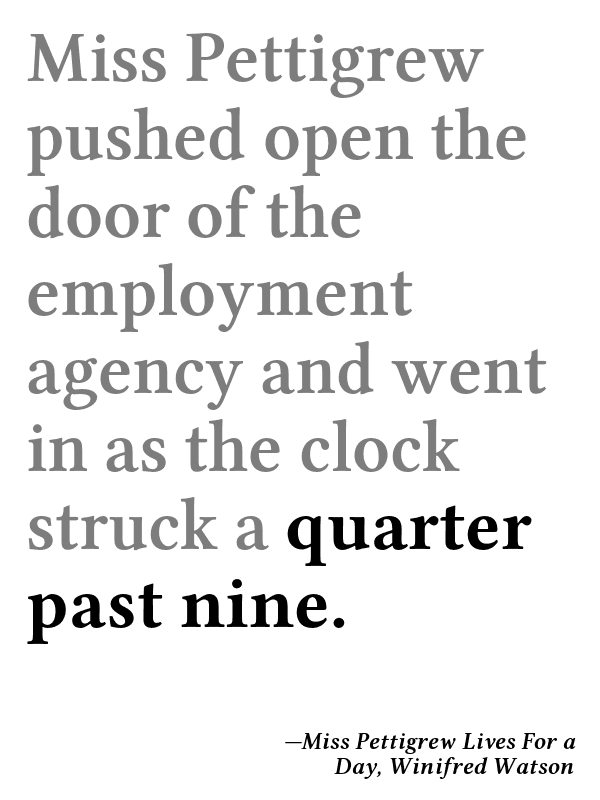 Miss Pettigrew
pushed open the
door of the
employment
agency and went
in as the clock
struck a quarter
past nine.
—Miss Pettigrew Lives For a
Day, Winifred Watson